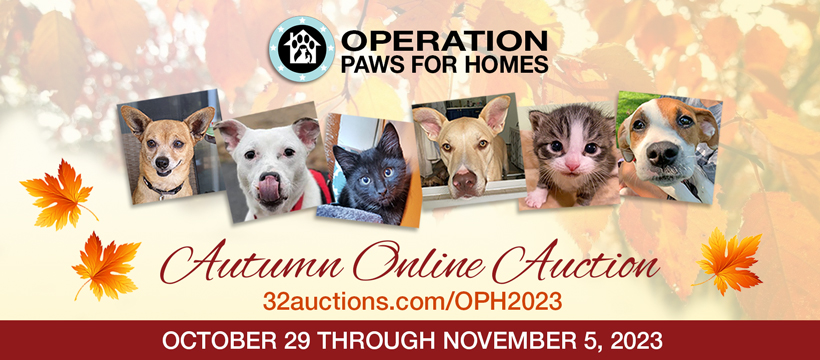 OPERATION
PAWS FOR HOMES
Autumn Online Auction
32auctions.com/OPH2023
OCTOBER 29 THROUGH NOVEMBER 5, 2023